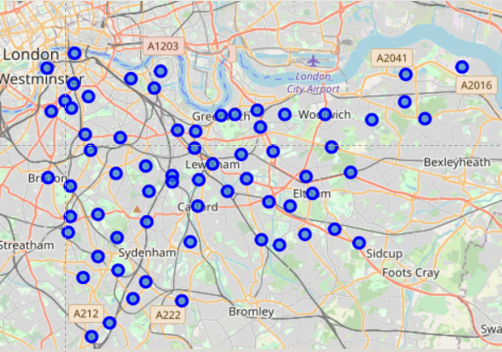 London
A1203
A2041
Westminster
London
City Airport
A2016
Greenwich
Woolwich
Bexleyheath
Lewisham
Eltham
Catford
Streatham
Sydenham
Sidcup
Foots Cray
A212
A222
Bromley
Swa